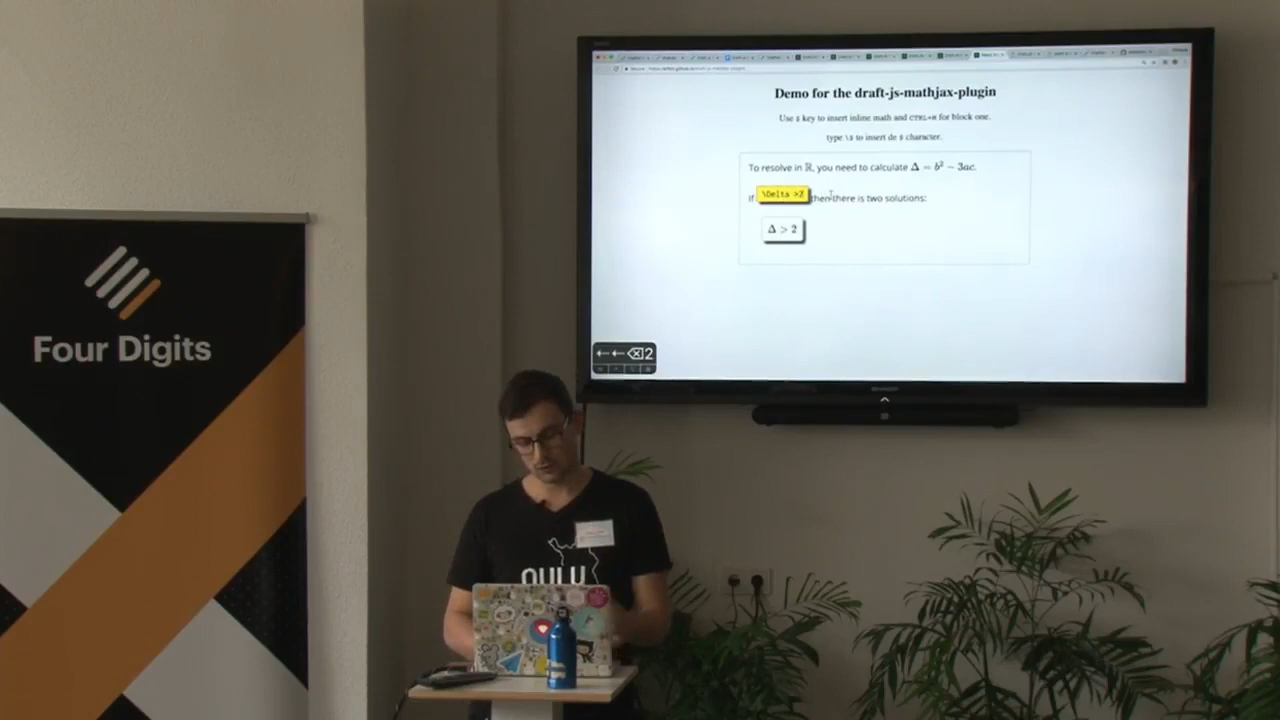 Demo for the draft-js-mathjax-plugin
Use $ key to insert inline math and CTRL+M for block one.
type \$ to insert de $ character.
To resolve in ℝ, you need to calculate Δ = b² − 3ac.
If \Delta >2 then there is two solutions:
Δ > 2
←←⌫2
Four Digits
OULU
SHARP